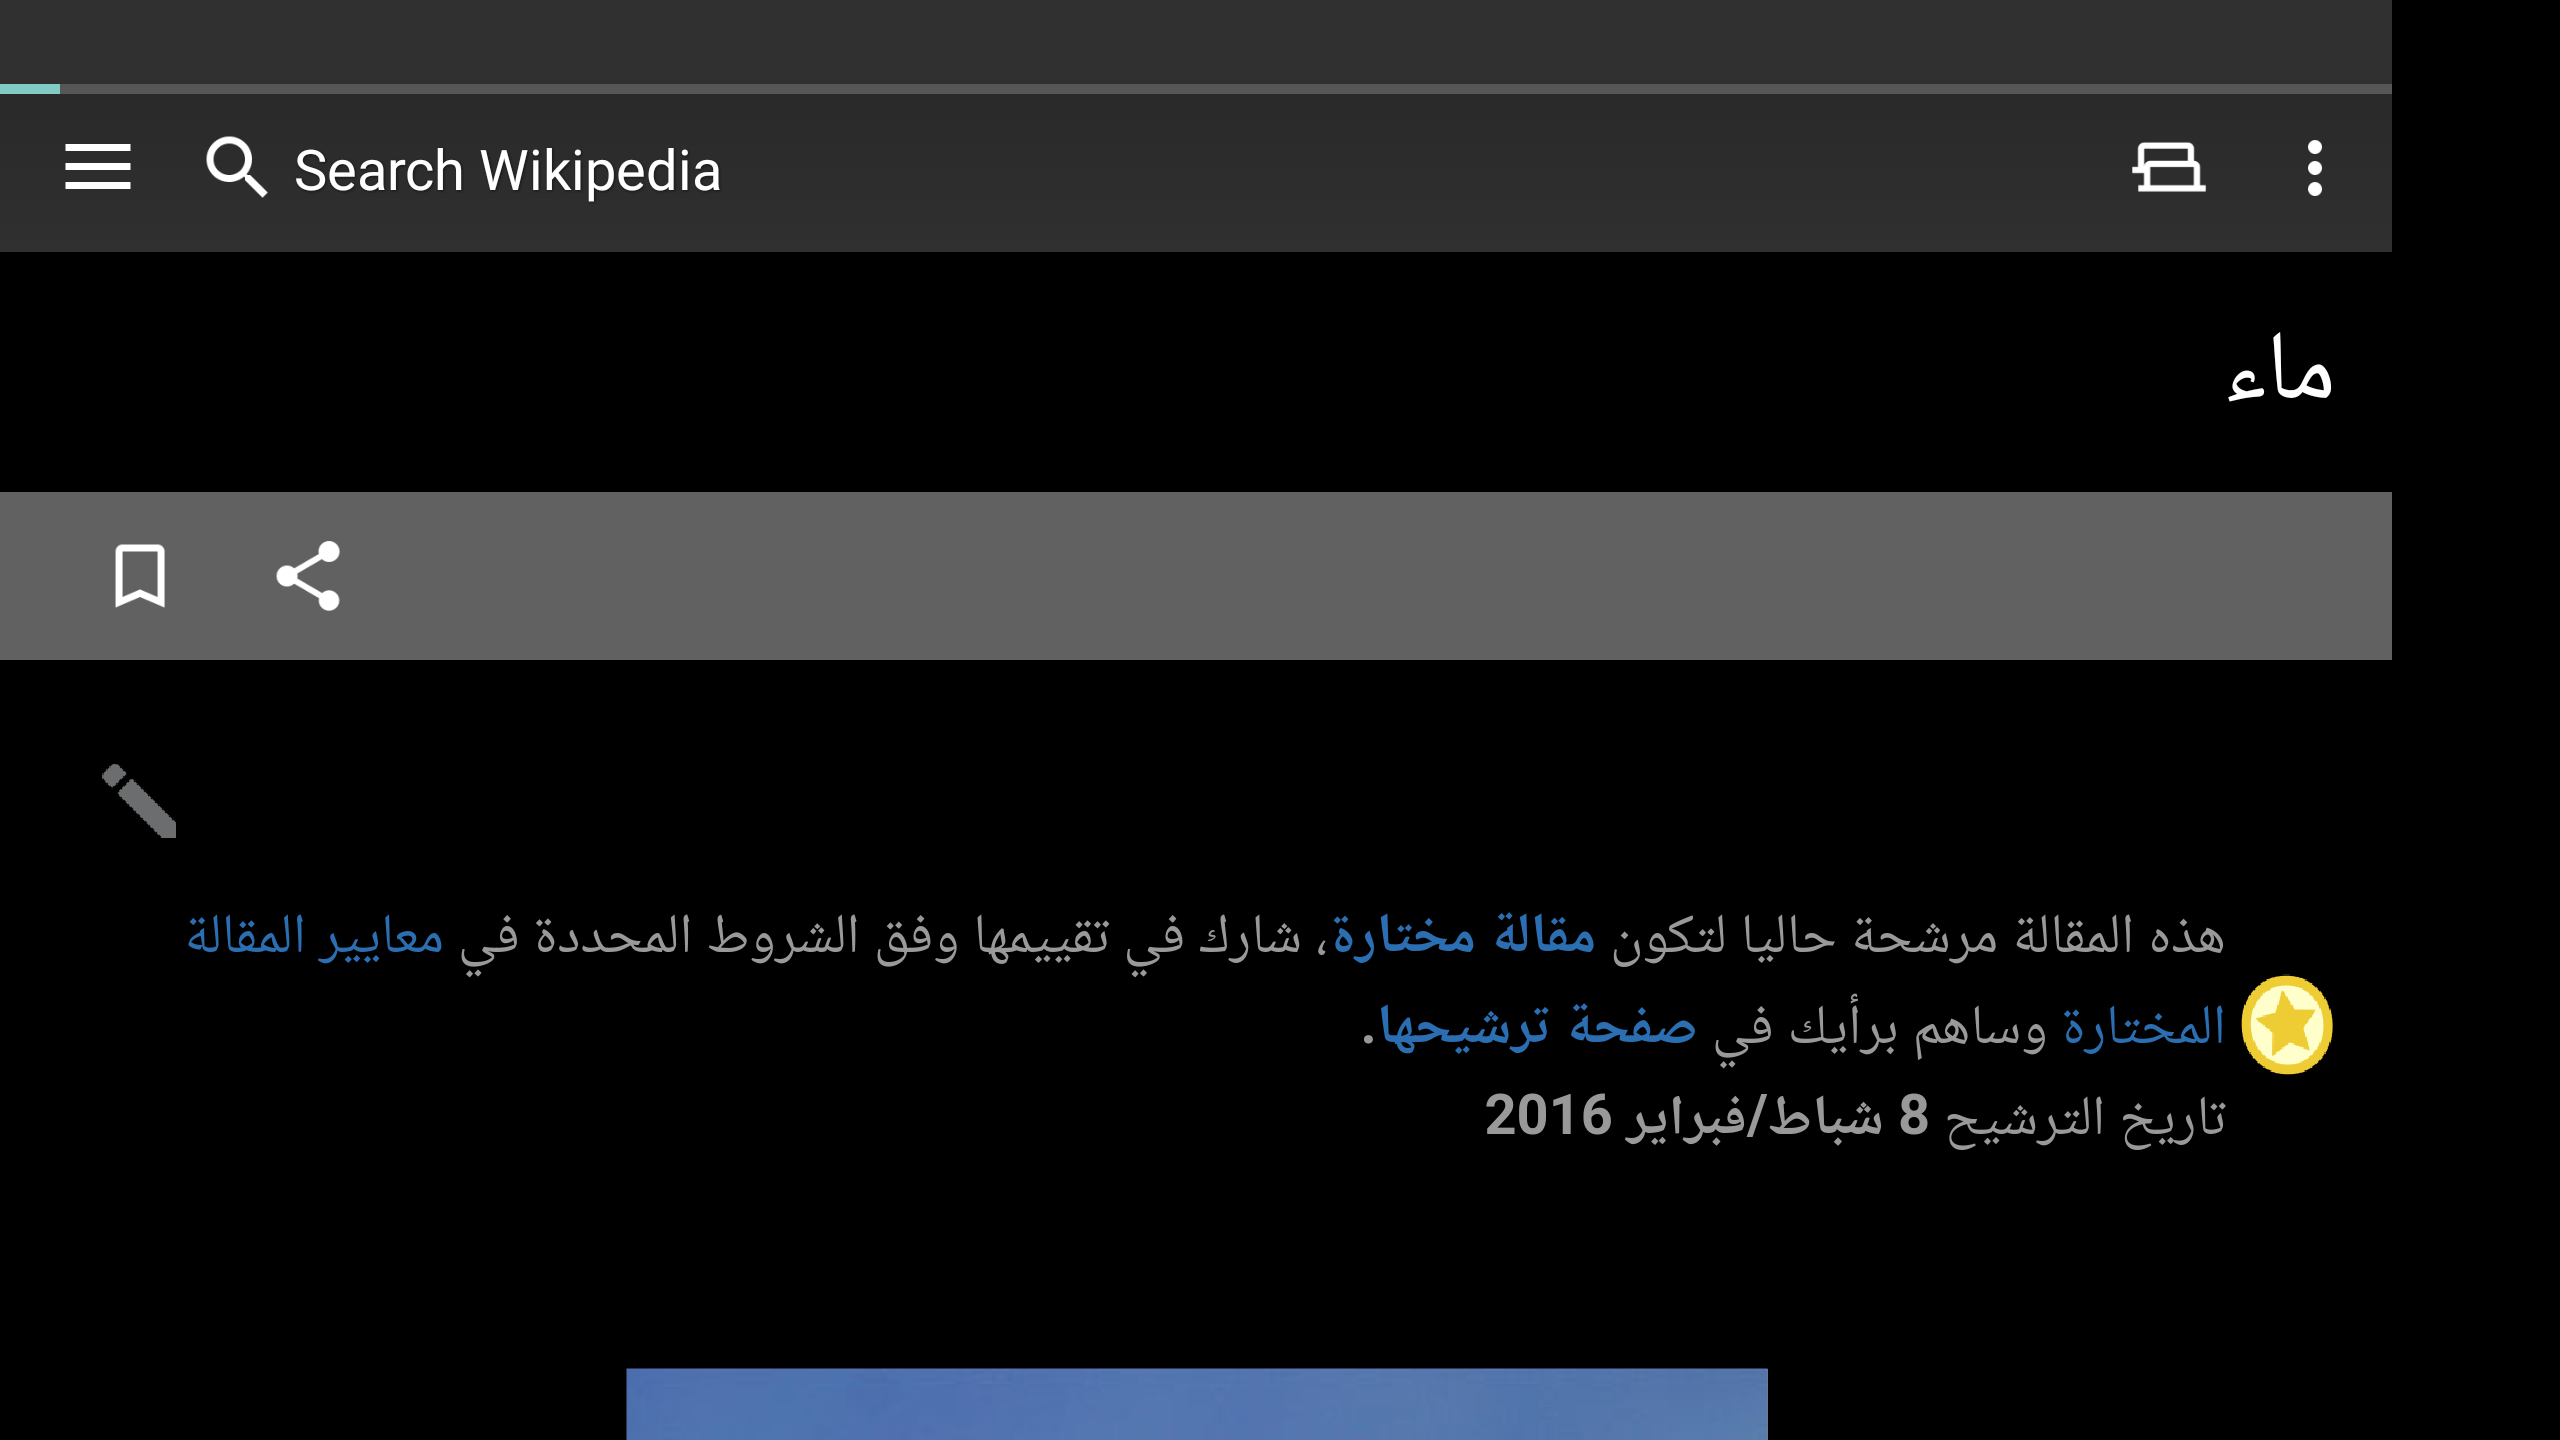 Search Wikipedia
ماء
هذه المقالة مرشحة حاليا لتكون مقالة مختارة، شارك في تقييمها وفق الشروط المحددة في معايير المقالة
المختارة وساهم برأيك في صفحة ترشيحها.
تاريخ الترشيح 8 شباط/فبراير 2016